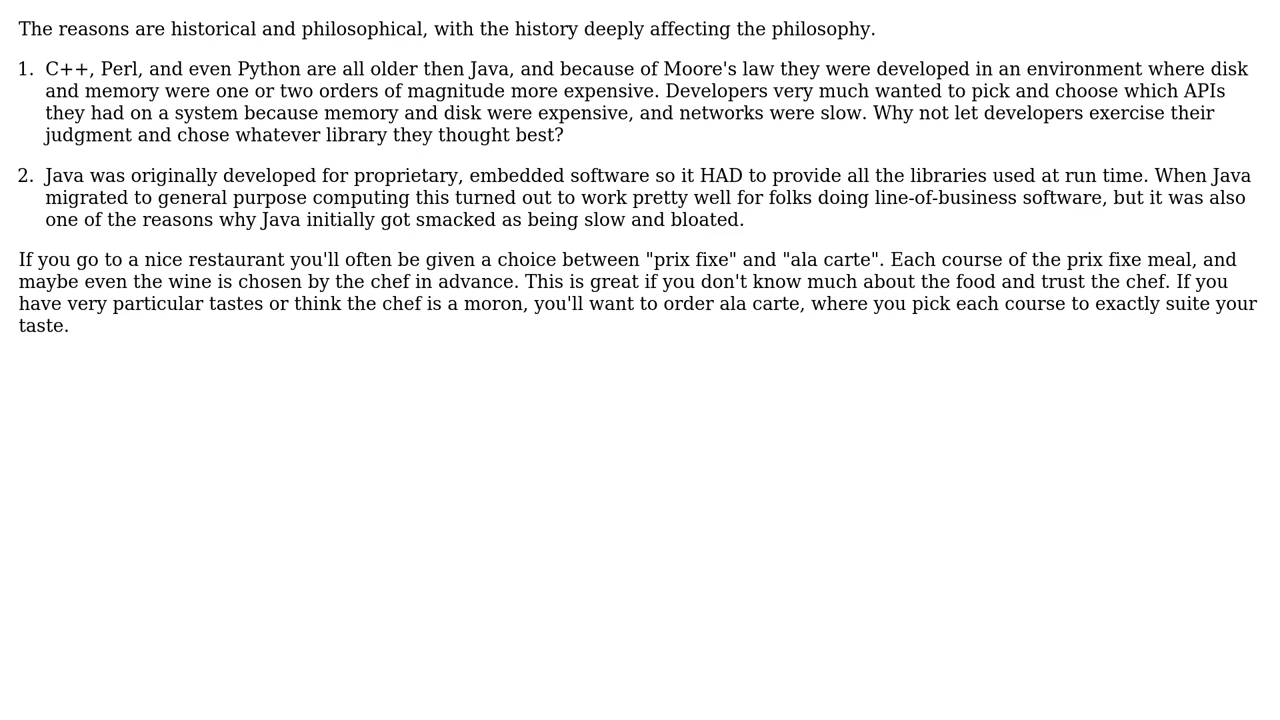 The reasons are historical and philosophical, with the history deeply affecting the philosophy.
1. C++, Perl, and even Python are all older then Java, and because of Moore's law they were developed in an environment where disk
and memory were one or two orders of magnitude more expensive. Developers very much wanted to pick and choose which APIs
they had on a system because memory and disk were expensive, and networks were slow. Why not let developers exercise their
judgment and chose whatever library they thought best?
2. Java was originally developed for proprietary, embedded software so it HAD to provide all the libraries used at run time. When Java
migrated to general purpose computing this turned out to work pretty well for folks doing line-of-business software, but it was also
one of the reasons why Java initially got smacked as being slow and bloated.
If you go to a nice restaurant you'll often be given a choice between "prix fixe" and "ala carte". Each course of the prix fixe meal, and
maybe even the wine is chosen by the chef in advance. This is great if you don't know much about the food and trust the chef. If you
have very particular tastes or think the chef is a moron, you'll want to order ala carte, where you pick each course to exactly suite your
taste.